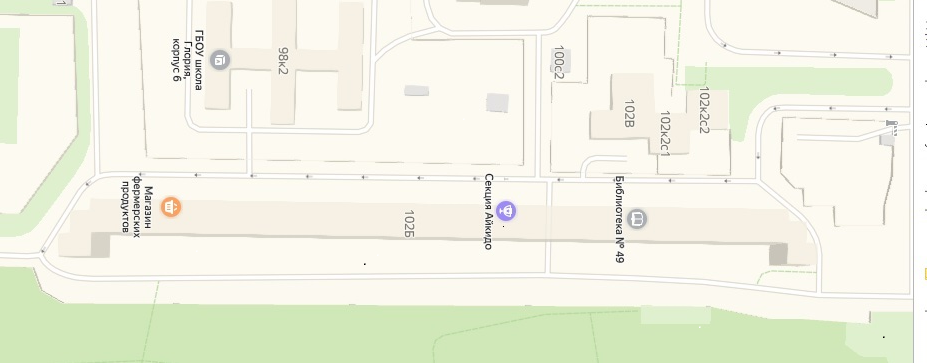 ГБОУ школа
Глория,
корпус 6
98к2
100с2
102В
102к2с1
102к2с2
Магазин
фермерских
продуктов
102Б
Секция Айкидо
Библиотека № 49